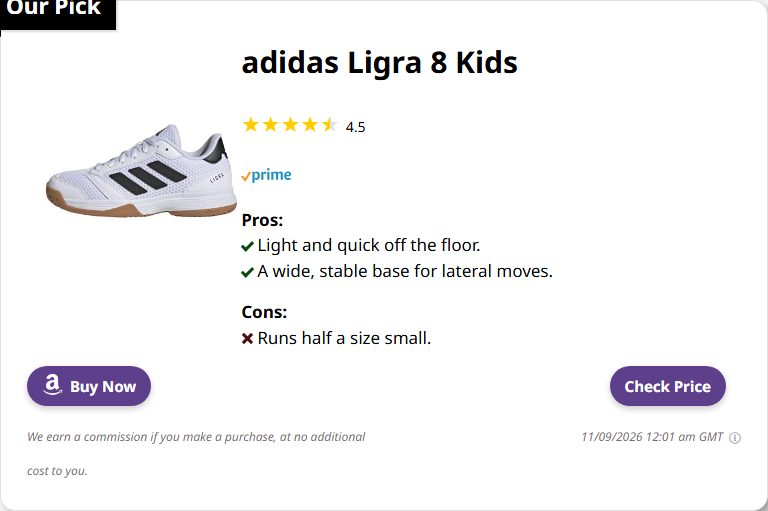 Our Pick
adidas Ligra 8 Kids
4.5
prime
Pros:
Light and quick off the floor.
A wide, stable base for lateral moves.
Cons:
Runs half a size small.
LIGRA
a Buy Now
Check Price
We earn a commission if you make a purchase, at no additional
cost to you.
11/09/2026 12:01 am GMT